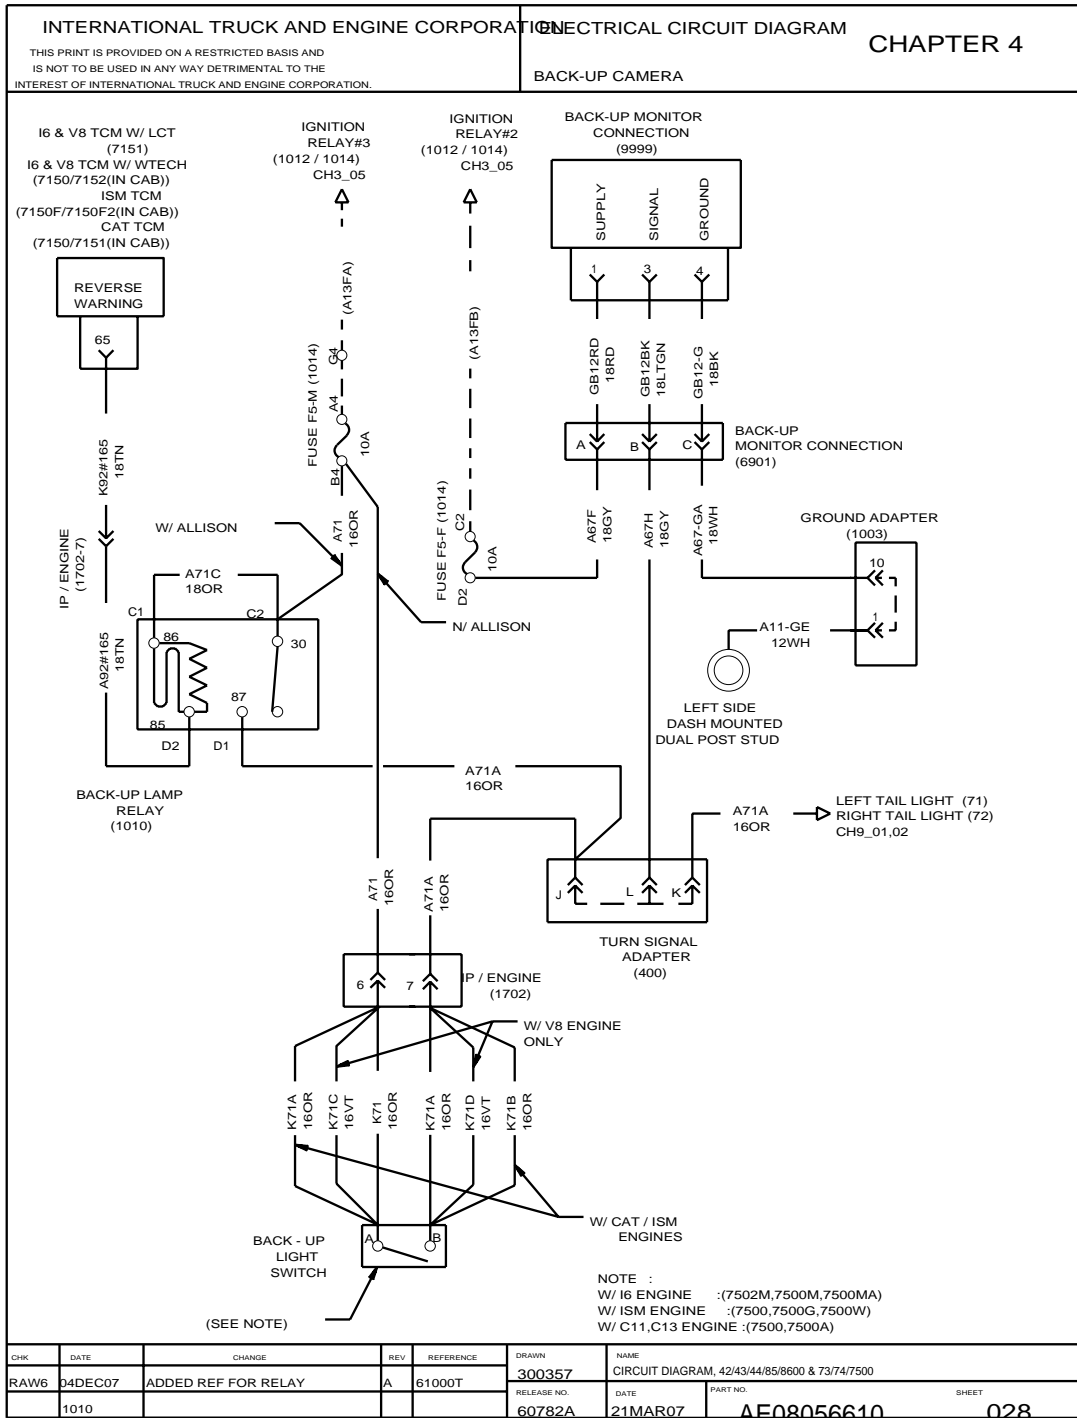 INTERNATIONAL TRUCK AND ENGINE CORPORATION
THIS PRINT IS PROVIDED ON A RESTRICTED BASIS AND
IS NOT TO BE USED IN ANY WAY DETRIMENTAL TO THE
INTEREST OF INTERNATIONAL TRUCK AND ENGINE CORPORATION.
ELECTRICAL CIRCUIT DIAGRAM
CHAPTER 4
BACK-UP CAMERA
I6 & V8 TCM W/ LCT
(7151)
I6 & V8 TCM W/ WTECH
(7150/7152(IN CAB))
ISM TCM
(7150F/7150F2(IN CAB))
CAT TCM
(7150/7151(IN CAB))
REVERSE
WARNING
65
K92#165
18TN
IP / ENGINE
(1702-7)
A92#165
18TN
IGNITION
RELAY#3
(1012 / 1014)
CH3_05
(A13FA)
G4
A4
FUSE F5-M (1014)
10A
B4
A71
16OR
W/ ALLISON
N/ ALLISON
IGNITION
RELAY#2
(1012 / 1014)
CH3_05
(A13FB)
C2
FUSE F5-F (1014)
10A
D2
BACK-UP MONITOR
CONNECTION
(9999)
SUPPLY
SIGNAL
GROUND
1
3
4
GB12RD
18RD
GB12BK
18LTGN
GB12-G
18BK
A
B
C
BACK-UP
MONITOR CONNECTION
(6901)
A67F
18GY
A67H
18GY
A67-GA
18WH
GROUND ADAPTER
(1003)
10
1
A11-GE
12WH
LEFT SIDE
DASH MOUNTED
DUAL POST STUD
A71C
18OR
C1
C2
86
30
87
85
D2
D1
BACK-UP LAMP
RELAY
(1010)
A71A
16OR
A71A
16OR
LEFT TAIL LIGHT (71)
RIGHT TAIL LIGHT (72)
CH9_01,02
J
L
K
TURN SIGNAL
ADAPTER
(400)
A71
16OR
A71A
16OR
6
7
IP / ENGINE
(1702)
W/ V8 ENGINE
ONLY
K71A
16OR
K71C
16VT
K71
16OR
K71A
16OR
K71D
16VT
K71B
16OR
W/ CAT / ISM
ENGINES
A
B
BACK - UP
LIGHT
SWITCH
(SEE NOTE)
NOTE :
W/ I6 ENGINE :(7502M,7500M,7500MA)
W/ ISM ENGINE :(7500,7500G,7500W)
W/ C11,C13 ENGINE :(7500,7500A)
CHK DATE CHANGE REV REFERENCE
RAW6 04DEC07 ADDED REF FOR RELAY A 61000T
1010
DRAWN
300357
NAME
CIRCUIT DIAGRAM, 42/43/44/85/8600 & 73/74/7500
RELEASE NO.
60782A
DATE
21MAR07
PART NO.
AE08056610
SHEET
028